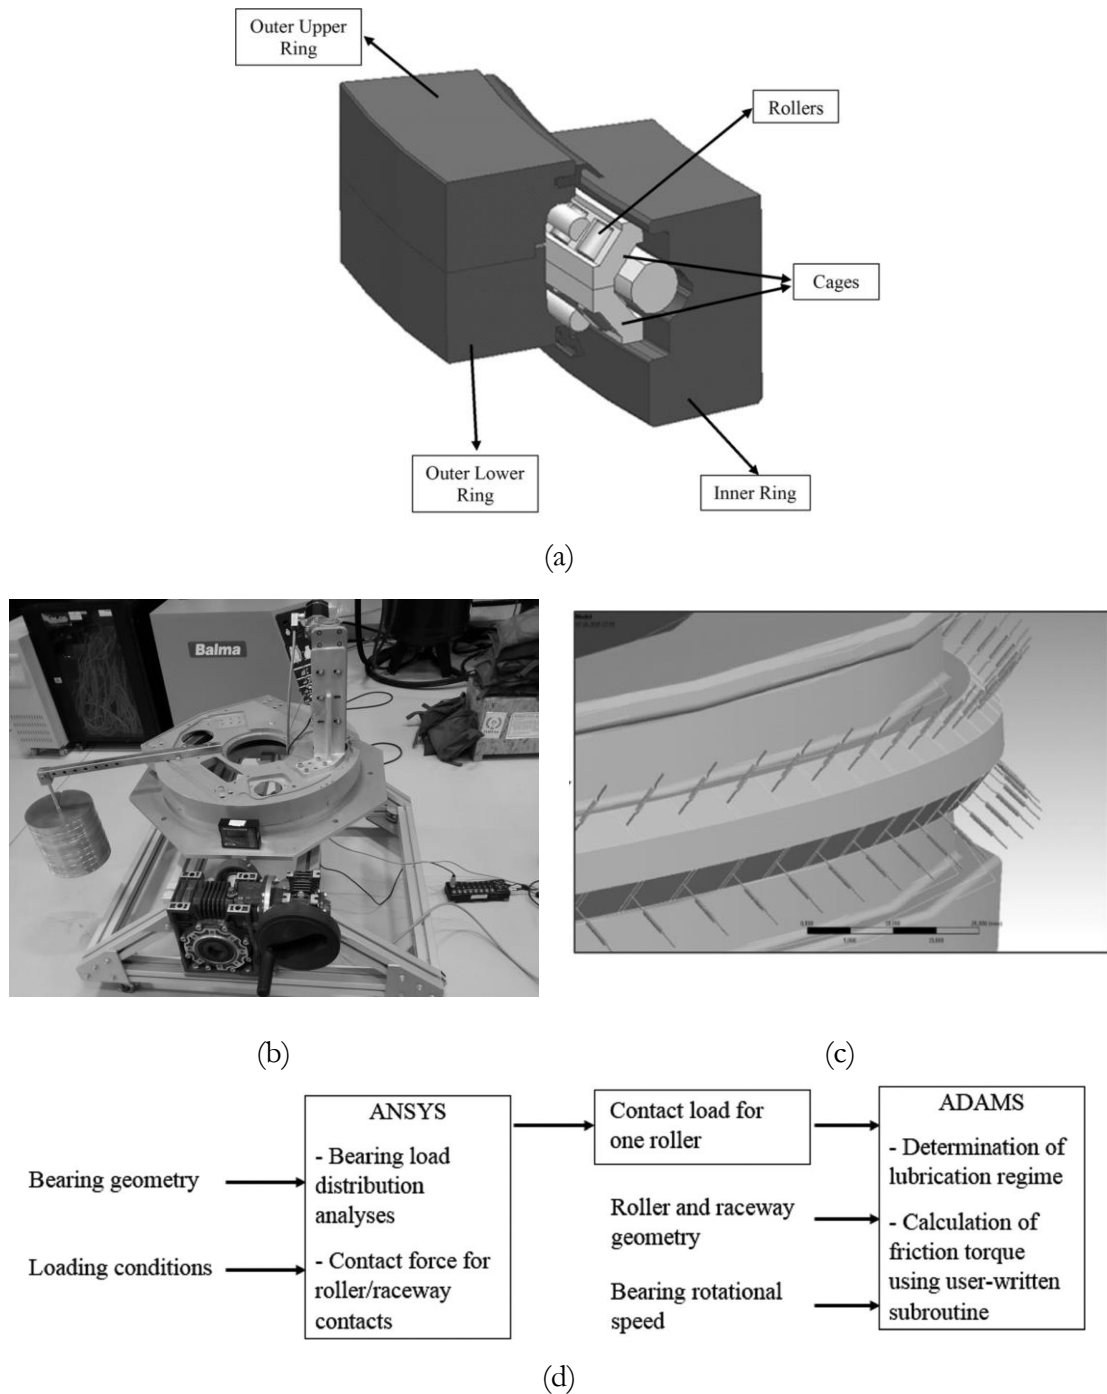 Outer Upper
Ring
Rollers
Cages
Outer Lower
Ring
Inner Ring
(a)
Balma
(b)
(c)
ANSYS
- Bearing load
distribution
analyses
- Contact force for
roller/raceway
contacts
Bearing geometry
Loading conditions
Contact load for
one roller
Roller and raceway
geometry
Bearing rotational
speed
ADAMS
- Determination of
lubrication regime
- Calculation of
friction torque
using user-written
subroutine
(d)